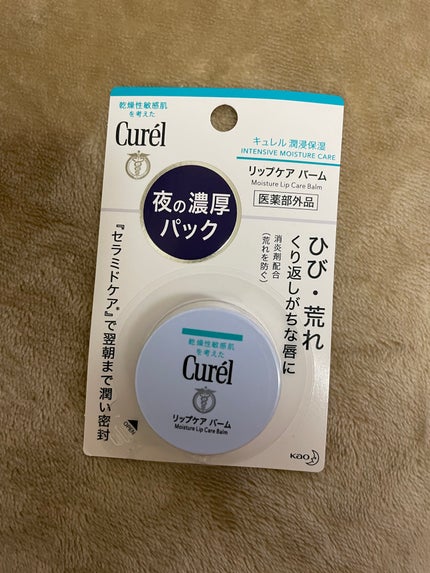 乾燥性敏感肌
を考えた
Curél
キュレル 潤浸保湿
INTENSIVE MOISTURE CARE
リップケア バーム
Moisture Lip Care Balm
医薬部外品
夜の濃厚
パック
ひび・荒れ
くり返しがちな唇に
消炎剤配合
(荒れを防ぐ)
『セラミドケア』*で翌朝まで潤い密封
乾燥性敏感肌
を考えた
Curél
リップケア バーム
Moisture Lip Care Balm
OPEN
Kao